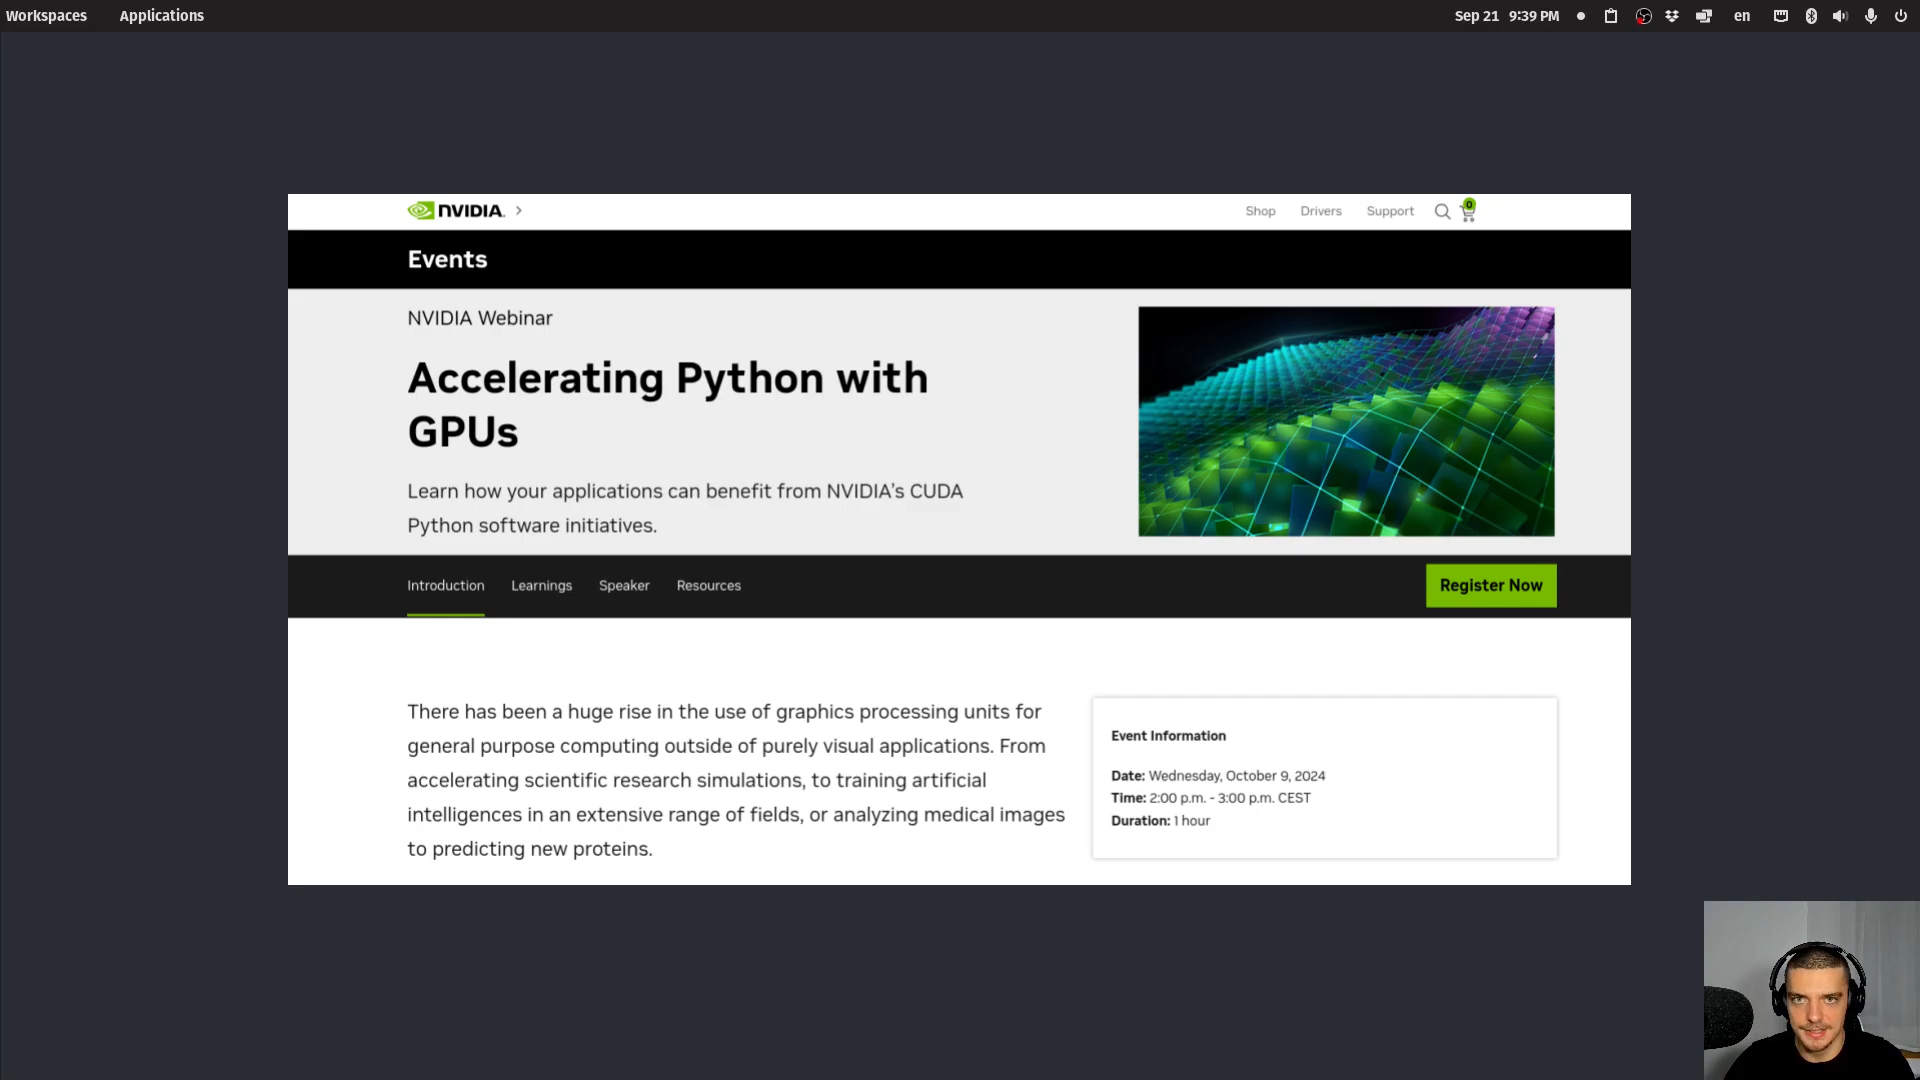 Workspaces Applications Sep 21 9:39 PM en
NVIDIA. Shop Drivers Support 0
Events
NVIDIA Webinar
Accelerating Python with
GPUs
Learn how your applications can benefit from NVIDIA's CUDA
Python software initiatives.
Introduction Learnings Speaker Resources Register Now
There has been a huge rise in the use of graphics processing units for
general purpose computing outside of purely visual applications. From
accelerating scientific research simulations, to training artificial
intelligences in an extensive range of fields, or analyzing medical images
to predicting new proteins.
Event Information
Date: Wednesday, October 9, 2024
Time: 2:00 p.m. - 3:00 p.m. CEST
Duration: 1 hour